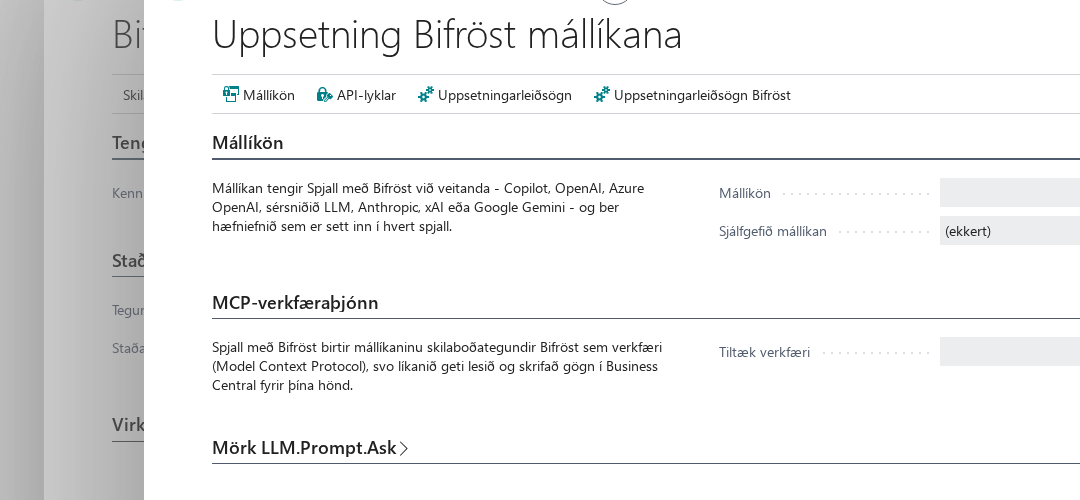 Uppsetning Bifröst mállíkana
Mállíkön API-lyklar Uppsetningarleiðsögn Uppsetningarleiðsögn Bifröst
Mállíkön
Mállíkan tengir Spjall með Bifröst við veitanda - Copilot, OpenAI, Azure
OpenAI, sérsniðið LLM, Anthropic, xAI eða Google Gemini - og ber
hæfniefnið sem er sett inn í hvert spjall.
Mállíkön
Sjálfgefið mállíkan (ekkert)
MCP-verkfæraþjónn
Spjall með Bifröst birtir mállíkaninu skilaboðategundir Bifröst sem verkfæri
(Model Context Protocol), svo líkanið geti lesið og skrifað gögn í Business
Central fyrir þína hönd.
Tiltæk verkfæri
Mörk LLM.Prompt.Ask